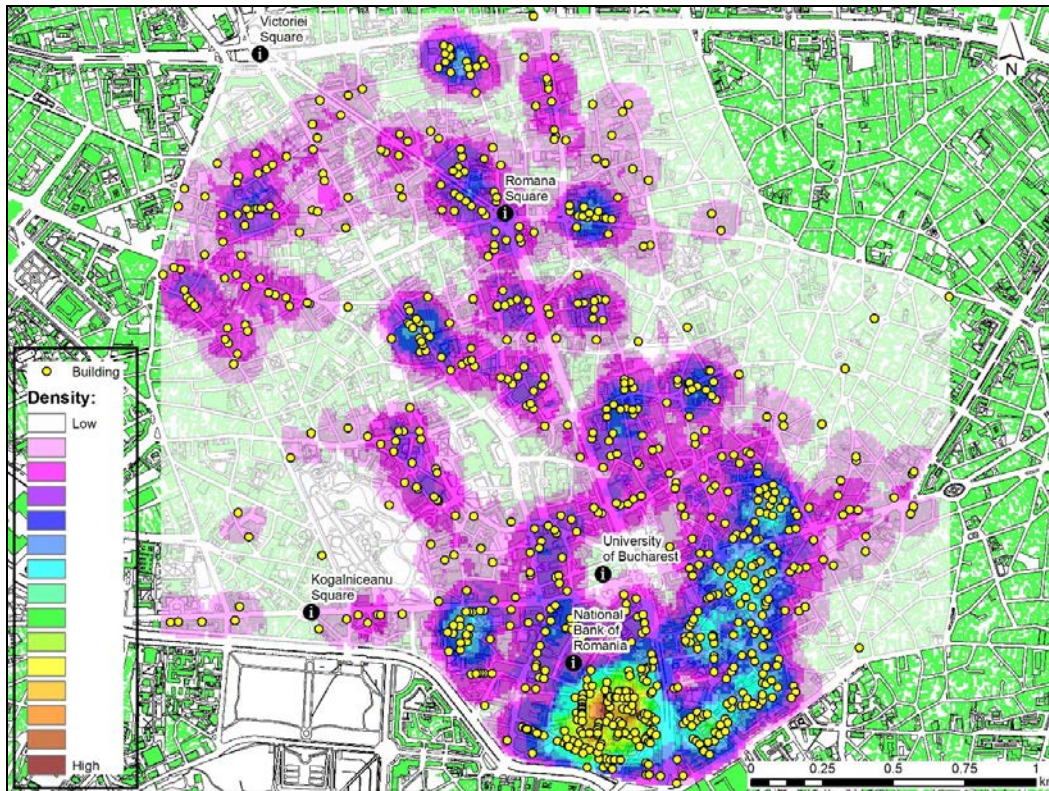 Victoriei
Square
i
N
Romana
Square
i
Building
Density:
Low
High
University
of Bucharest
i
Kogalniceanu
Square
i
National
Bank of
Romania
i
0 0.25 0.5 0.75 1
km